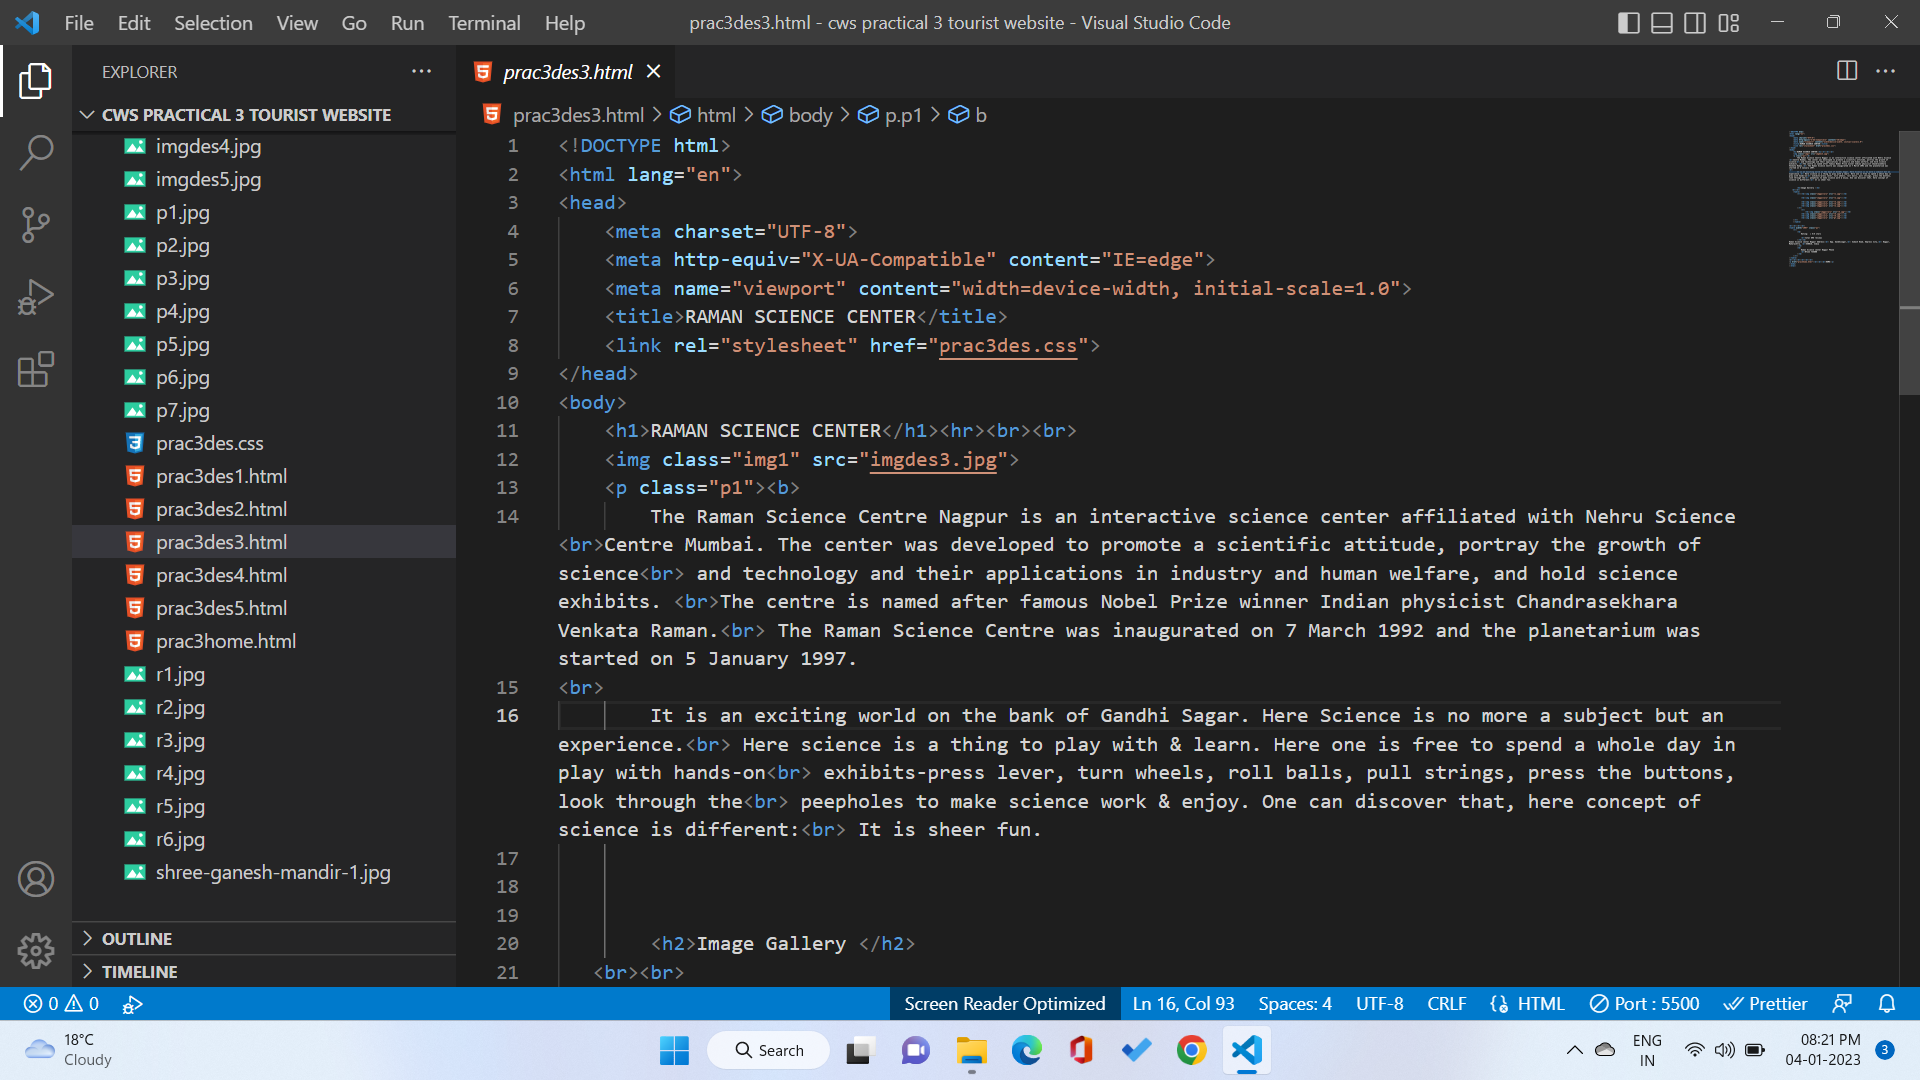 File Edit Selection View Go Run Terminal Help
prac3des3.html - cws practical 3 tourist website - Visual Studio Code
EXPLORER
CWS PRACTICAL 3 TOURIST WEBSITE
imgdes4.jpg
imgdes5.jpg
p1.jpg
p2.jpg
p3.jpg
p4.jpg
p5.jpg
p6.jpg
p7.jpg
prac3des.css
prac3des1.html
prac3des2.html
prac3des3.html
prac3des4.html
prac3des5.html
prac3home.html
r1.jpg
r2.jpg
r3.jpg
r4.jpg
r5.jpg
r6.jpg
shree-ganesh-mandir-1.jpg
OUTLINE
TIMELINE
prac3des3.html
prac3des3.html > html > body > p.p1 > b
1 <!DOCTYPE html>
2 <html lang="en">
3 <head>
4 <meta charset="UTF-8">
5 <meta http-equiv="X-UA-Compatible" content="IE=edge">
6 <meta name="viewport" content="width=device-width, initial-scale=1.0">
7 <title>RAMAN SCIENCE CENTER</title>
8 <link rel="stylesheet" href="prac3des.css">
9 </head>
10 <body>
11 <h1>RAMAN SCIENCE CENTER</h1><hr><br><br>
12 <img class="img1" src="imgdes3.jpg">
13 <p class="p1"><b>
14 The Raman Science Centre Nagpur is an interactive science center affiliated with Nehru Science
<br>Centre Mumbai. The center was developed to promote a scientific attitude, portray the growth of
science<br> and technology and their applications in industry and human welfare, and hold science
exhibits. <br>The centre is named after famous Nobel Prize winner Indian physicist Chandrasekhara
Venkata Raman.<br> The Raman Science Centre was inaugurated on 7 March 1992 and the planetarium was
started on 5 January 1997.
15 <br>
16 It is an exciting world on the bank of Gandhi Sagar. Here Science is no more a subject but an
experience.<br> Here science is a thing to play with & learn. Here one is free to spend a whole day in
play with hands-on<br> exhibits-press lever, turn wheels, roll balls, pull strings, press the buttons,
look through the<br> peepholes to make science work & enjoy. One can discover that, here concept of
science is different:<br> It is sheer fun.
17
18
19
20 <h2>Image Gallery </h2>
21 <br><br>
0 0
Screen Reader Optimized Ln 16, Col 93 Spaces: 4 UTF-8 CRLF HTML Port : 5500 Prettier
18°C
Cloudy
Search
ENG
IN
08:21 PM
04-01-2023
3